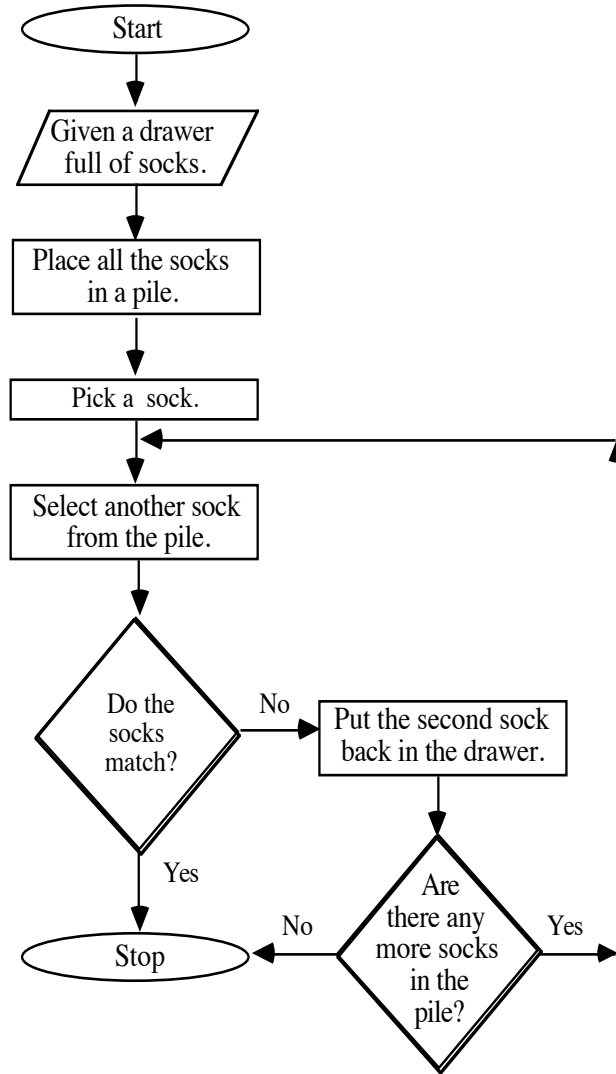 Start
Given a drawer
full of socks.
Place all the socks
in a pile.
Pick a sock.
Select another sock
from the pile.
Do the
socks
match?
No
Put the second sock
back in the drawer.
Yes
Are
there any
more socks
in the
pile?
No
Yes
Stop